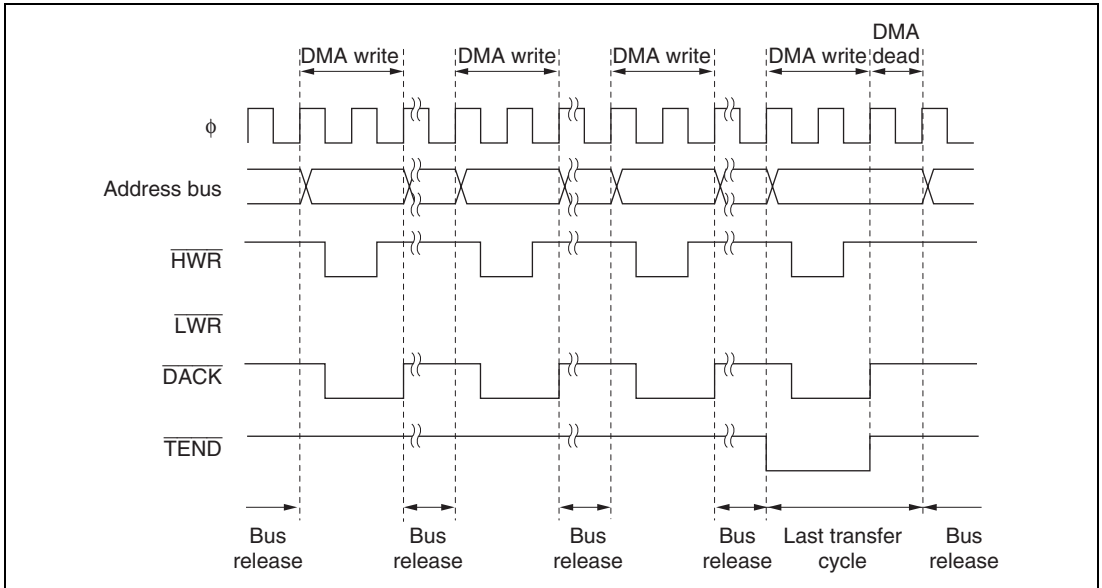 DMA
DMA write DMA write DMA write DMA write dead
φ
Address bus
HWR
LWR
DACK
TEND
Bus release
Bus release
Bus release
Bus release
Last transfer cycle
Bus release